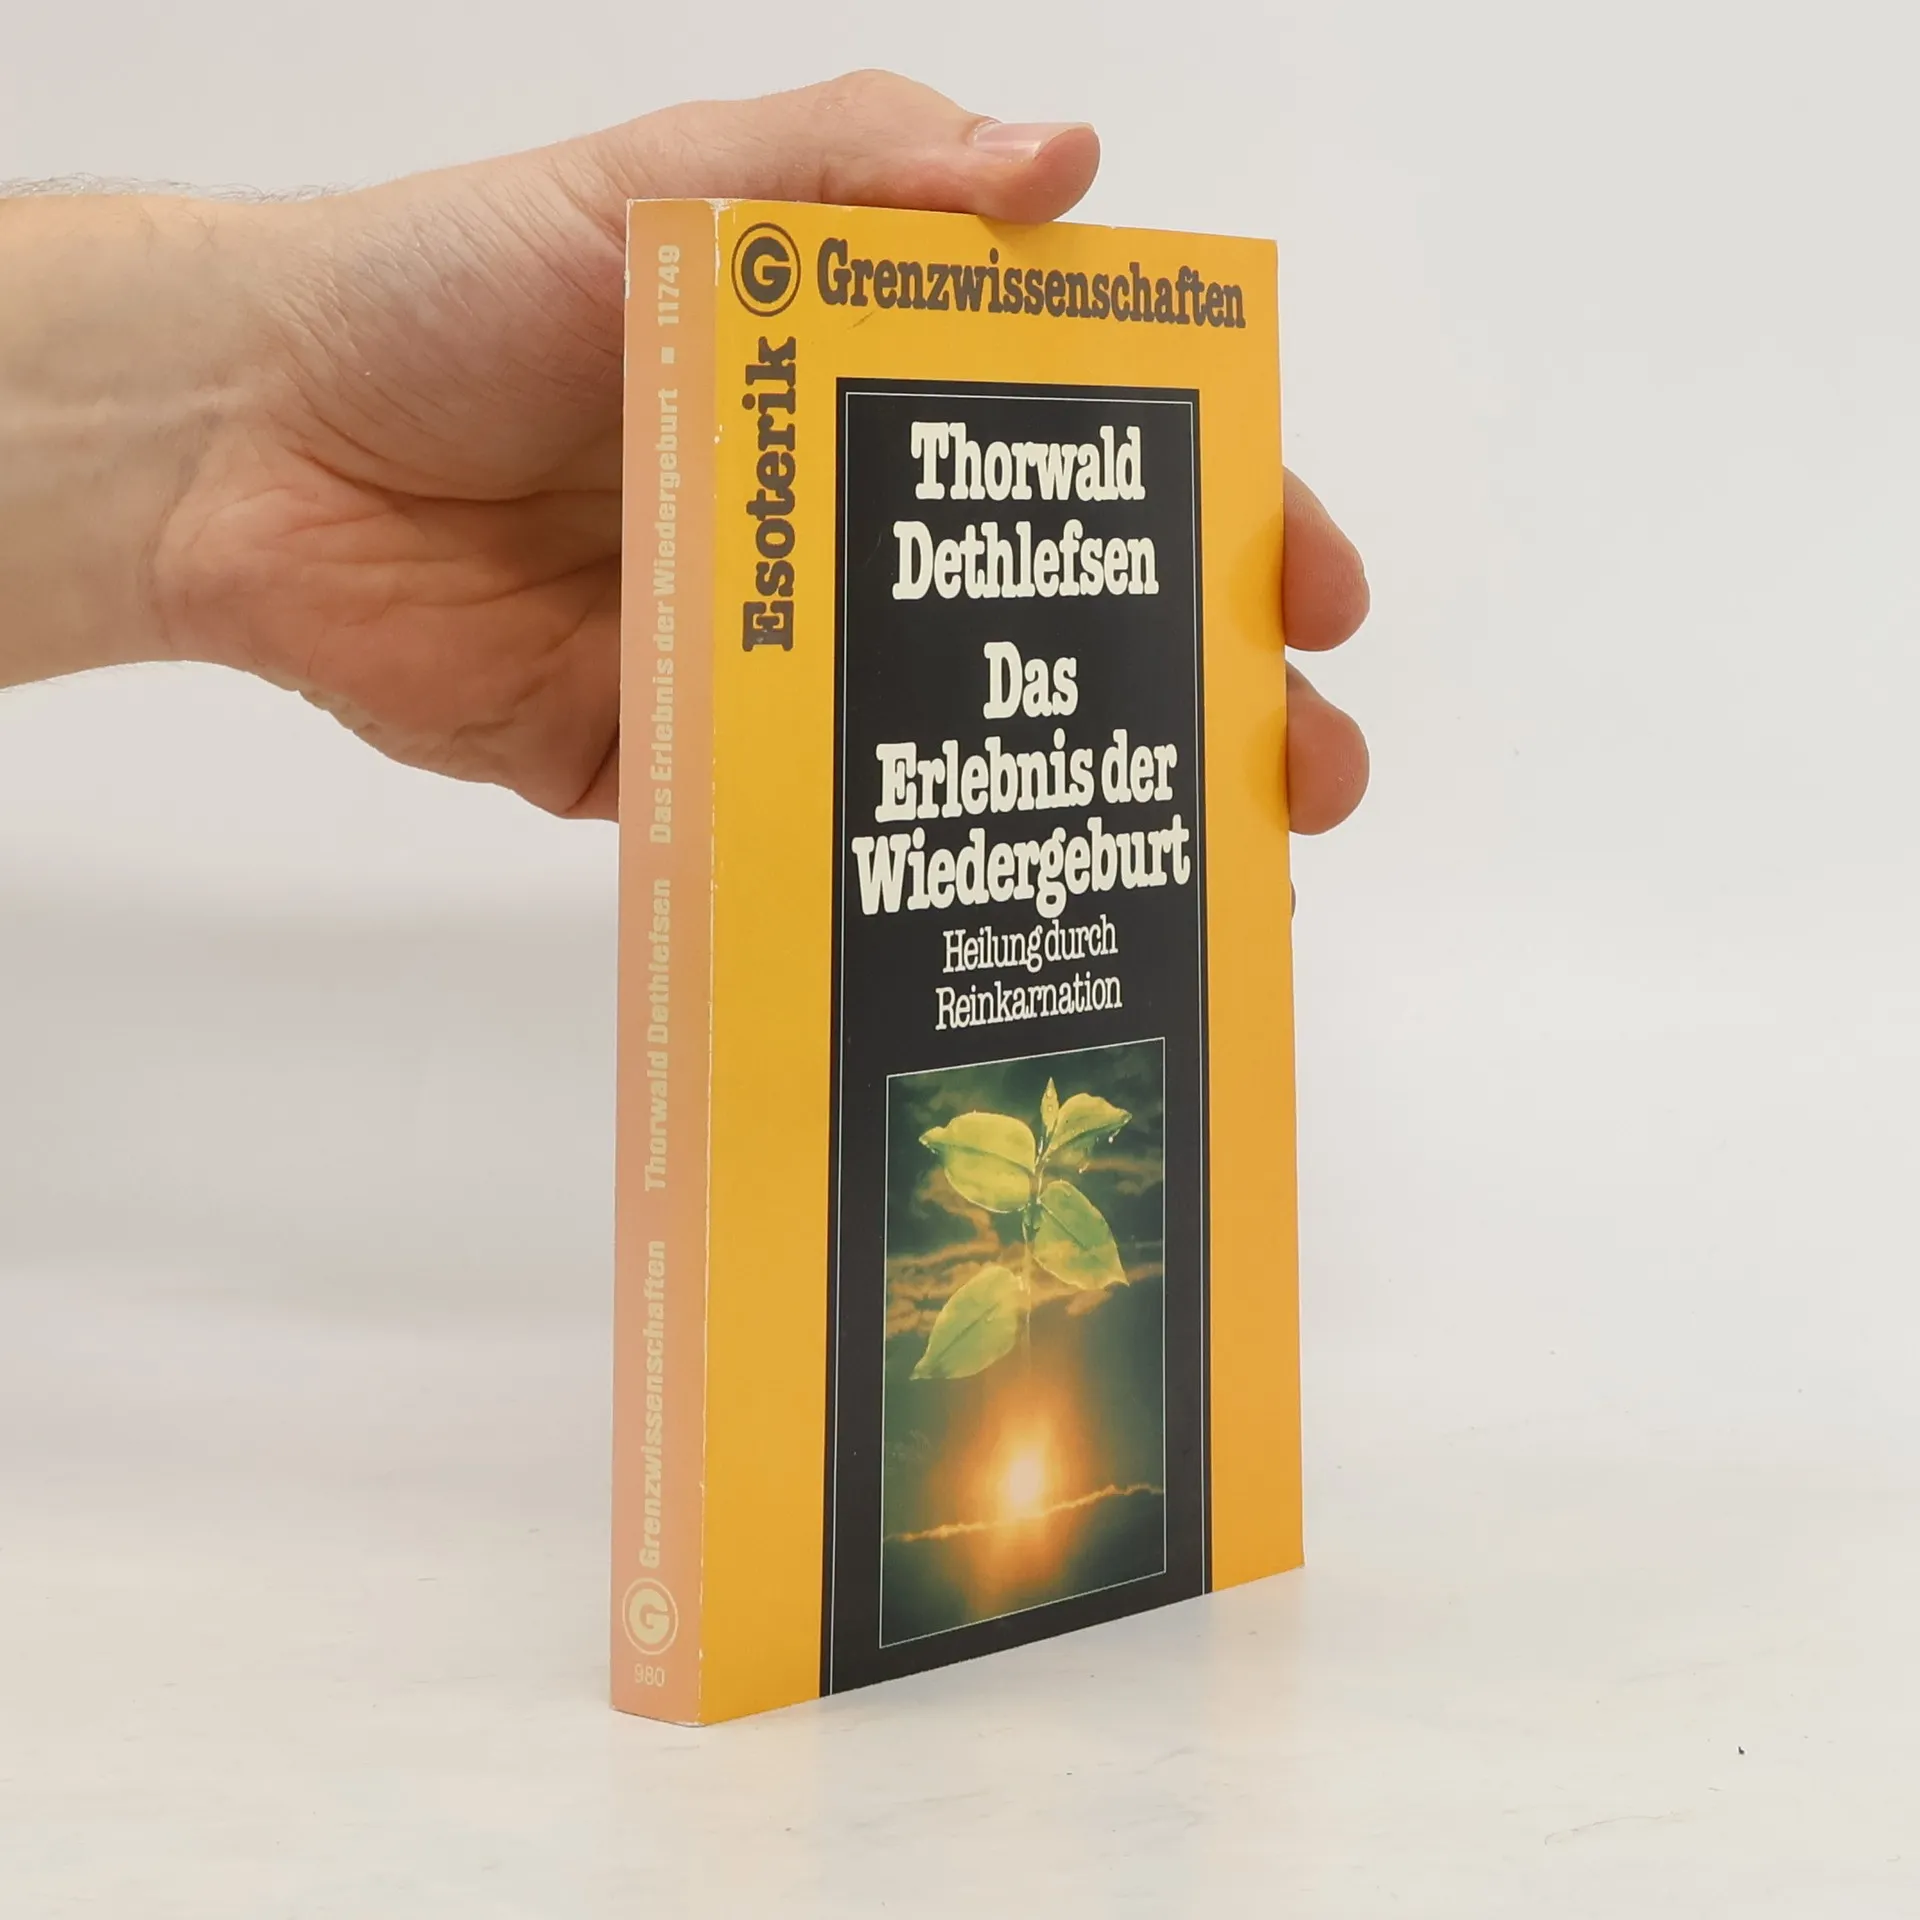 G Grenzwissenschaften
Esoterik
Thorwald
Dethlefsen
Das
Erlebnis der
Wiedergeburt
Heilung durch
Reinkarnation
G Grenzwissenschaften Thorwald Dethlefsen Das Erlebnis der Wiedergeburt ▪ 11749
980